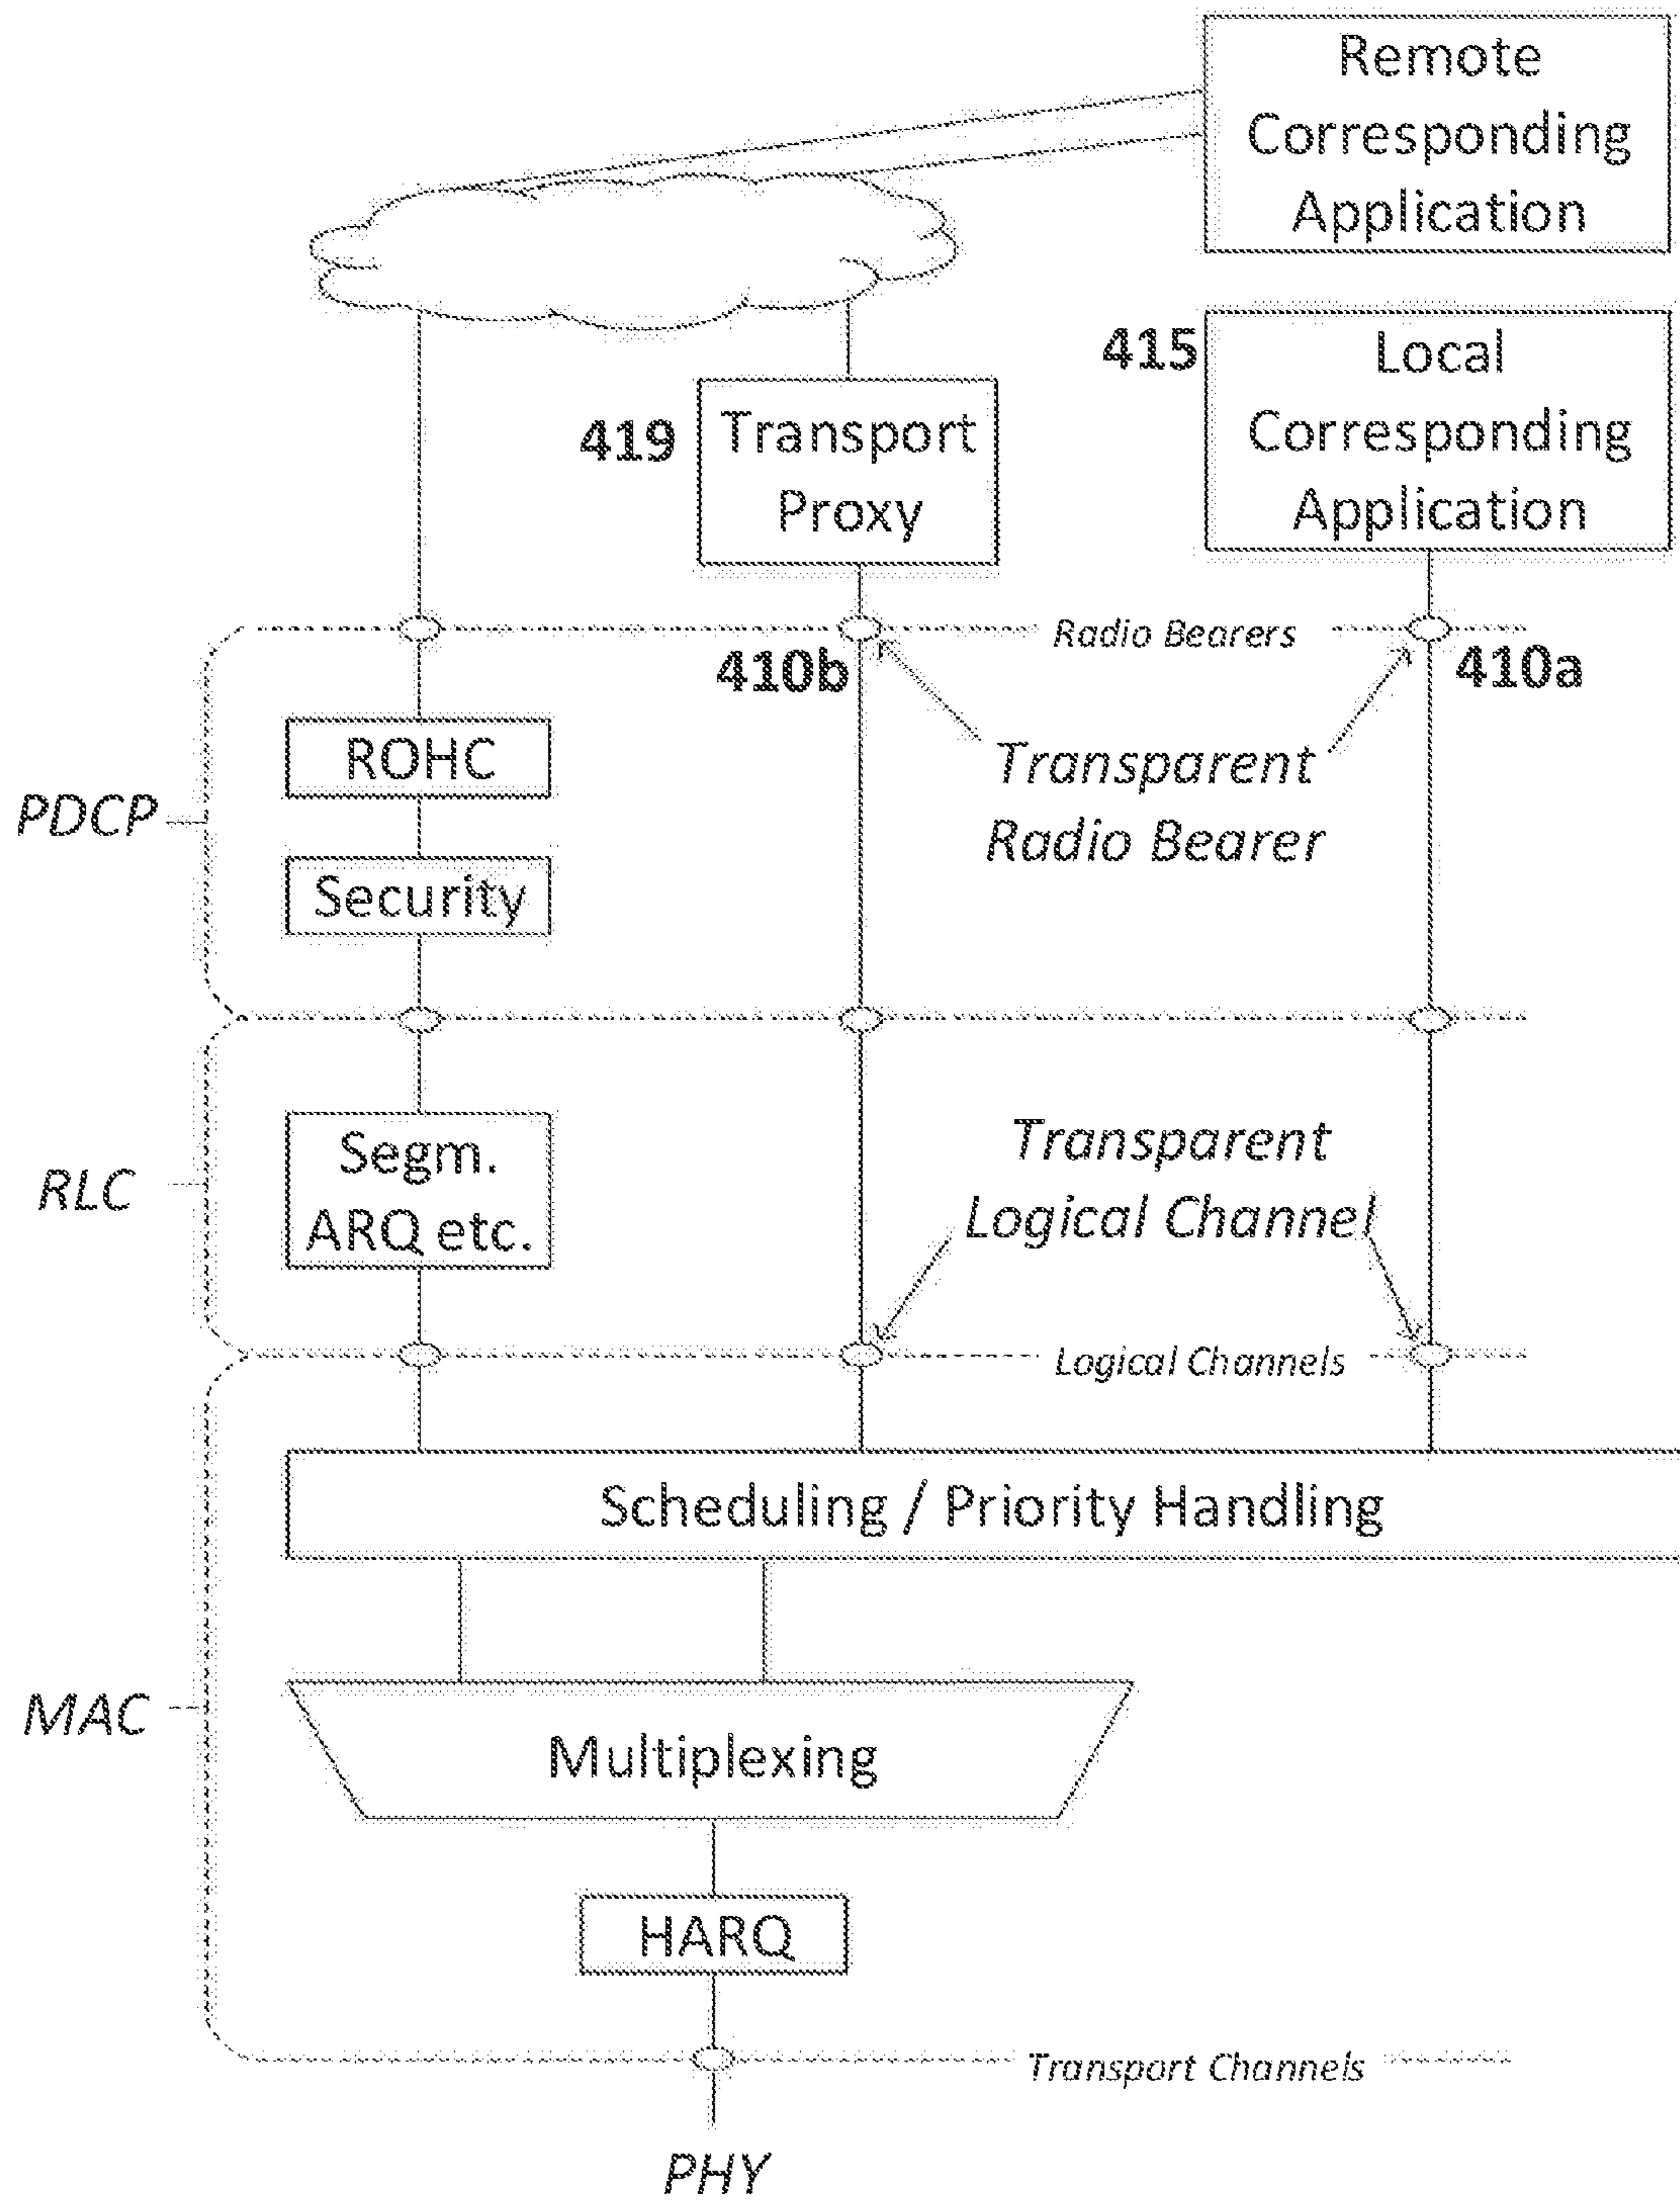 Remote
Corresponding
Application
415
Local
Corresponding
Application
419
Transport
Proxy
Radio Bearers
410b
410a
Transparent
Radio Bearer
PDCP
ROHC
Security
RLC
Segm.
ARQ etc.
Transparent
Logical Channel
Logical Channels
Scheduling / Priority Handling
MAC
Multiplexing
HARQ
Transport Channels
PHY